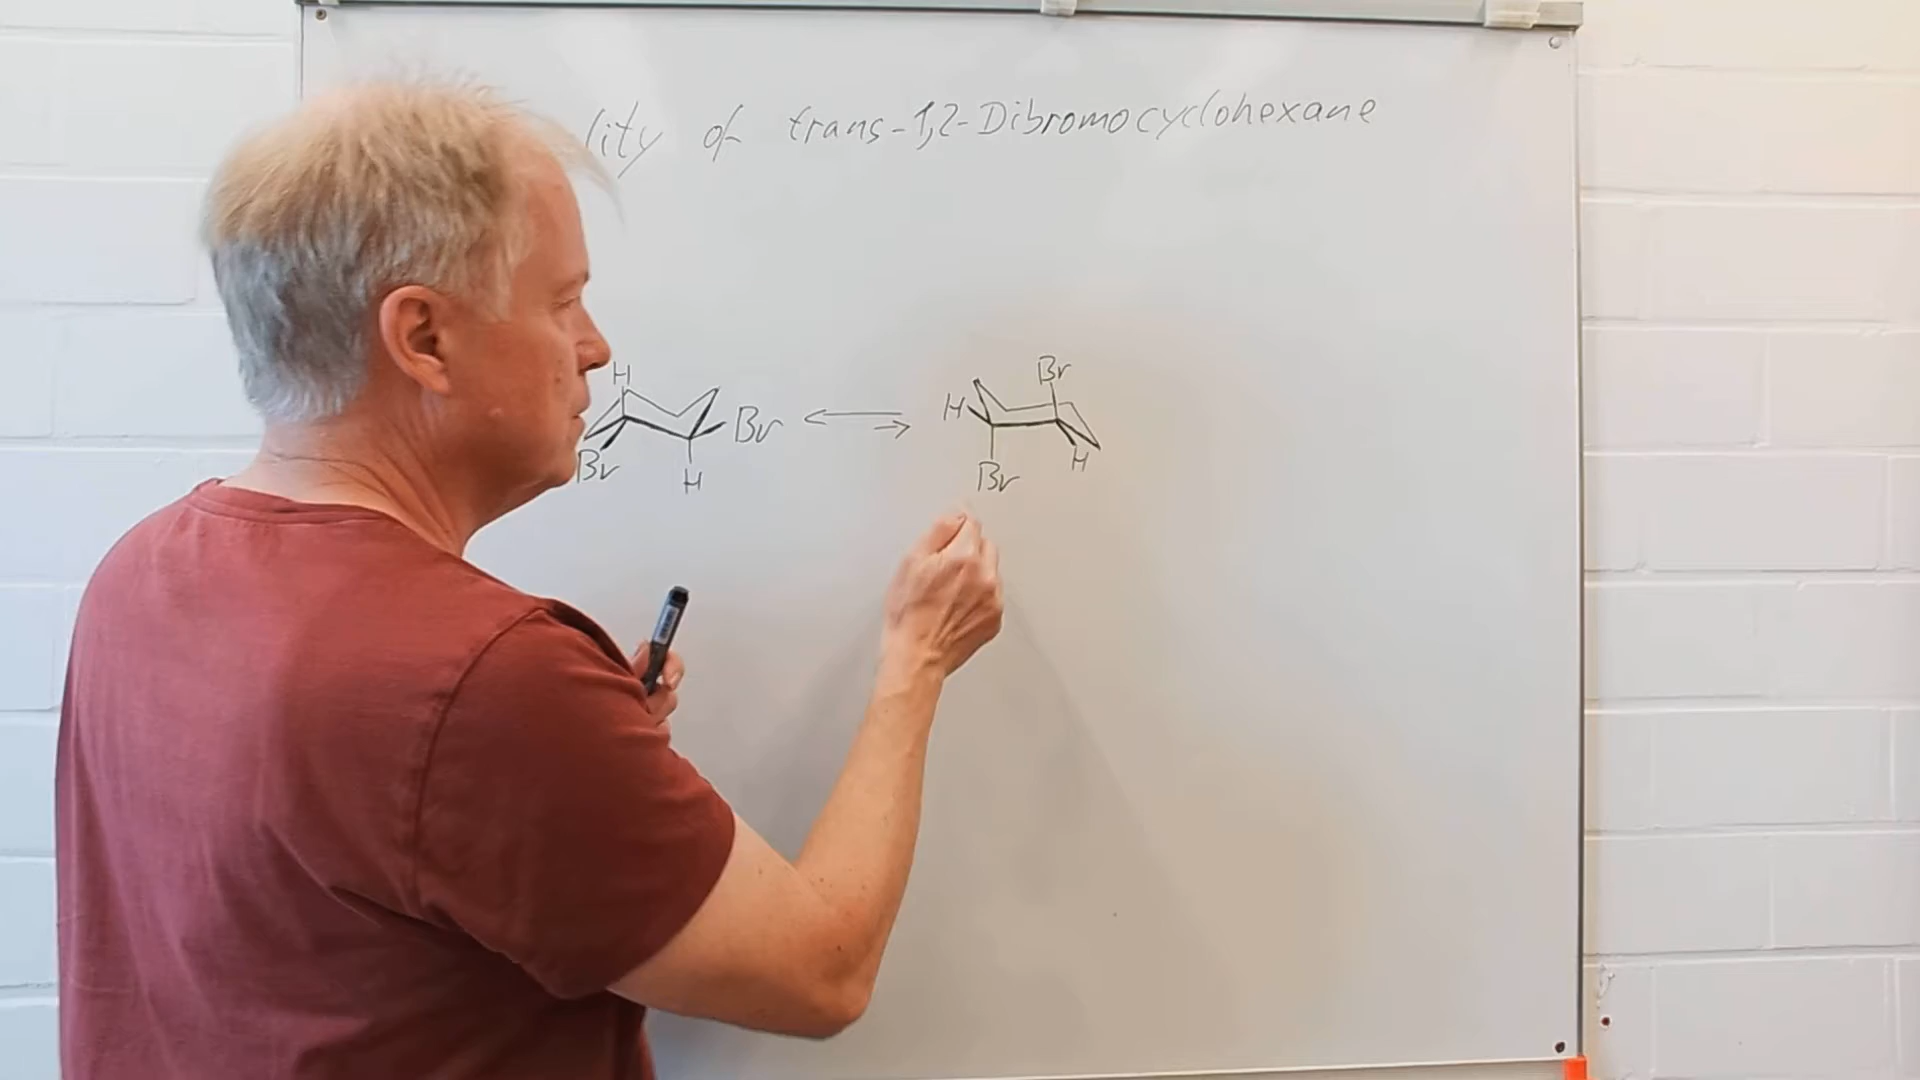 lity of trans-1,2-Dibromocyclohexane
H Br
Br H Br
Br H H